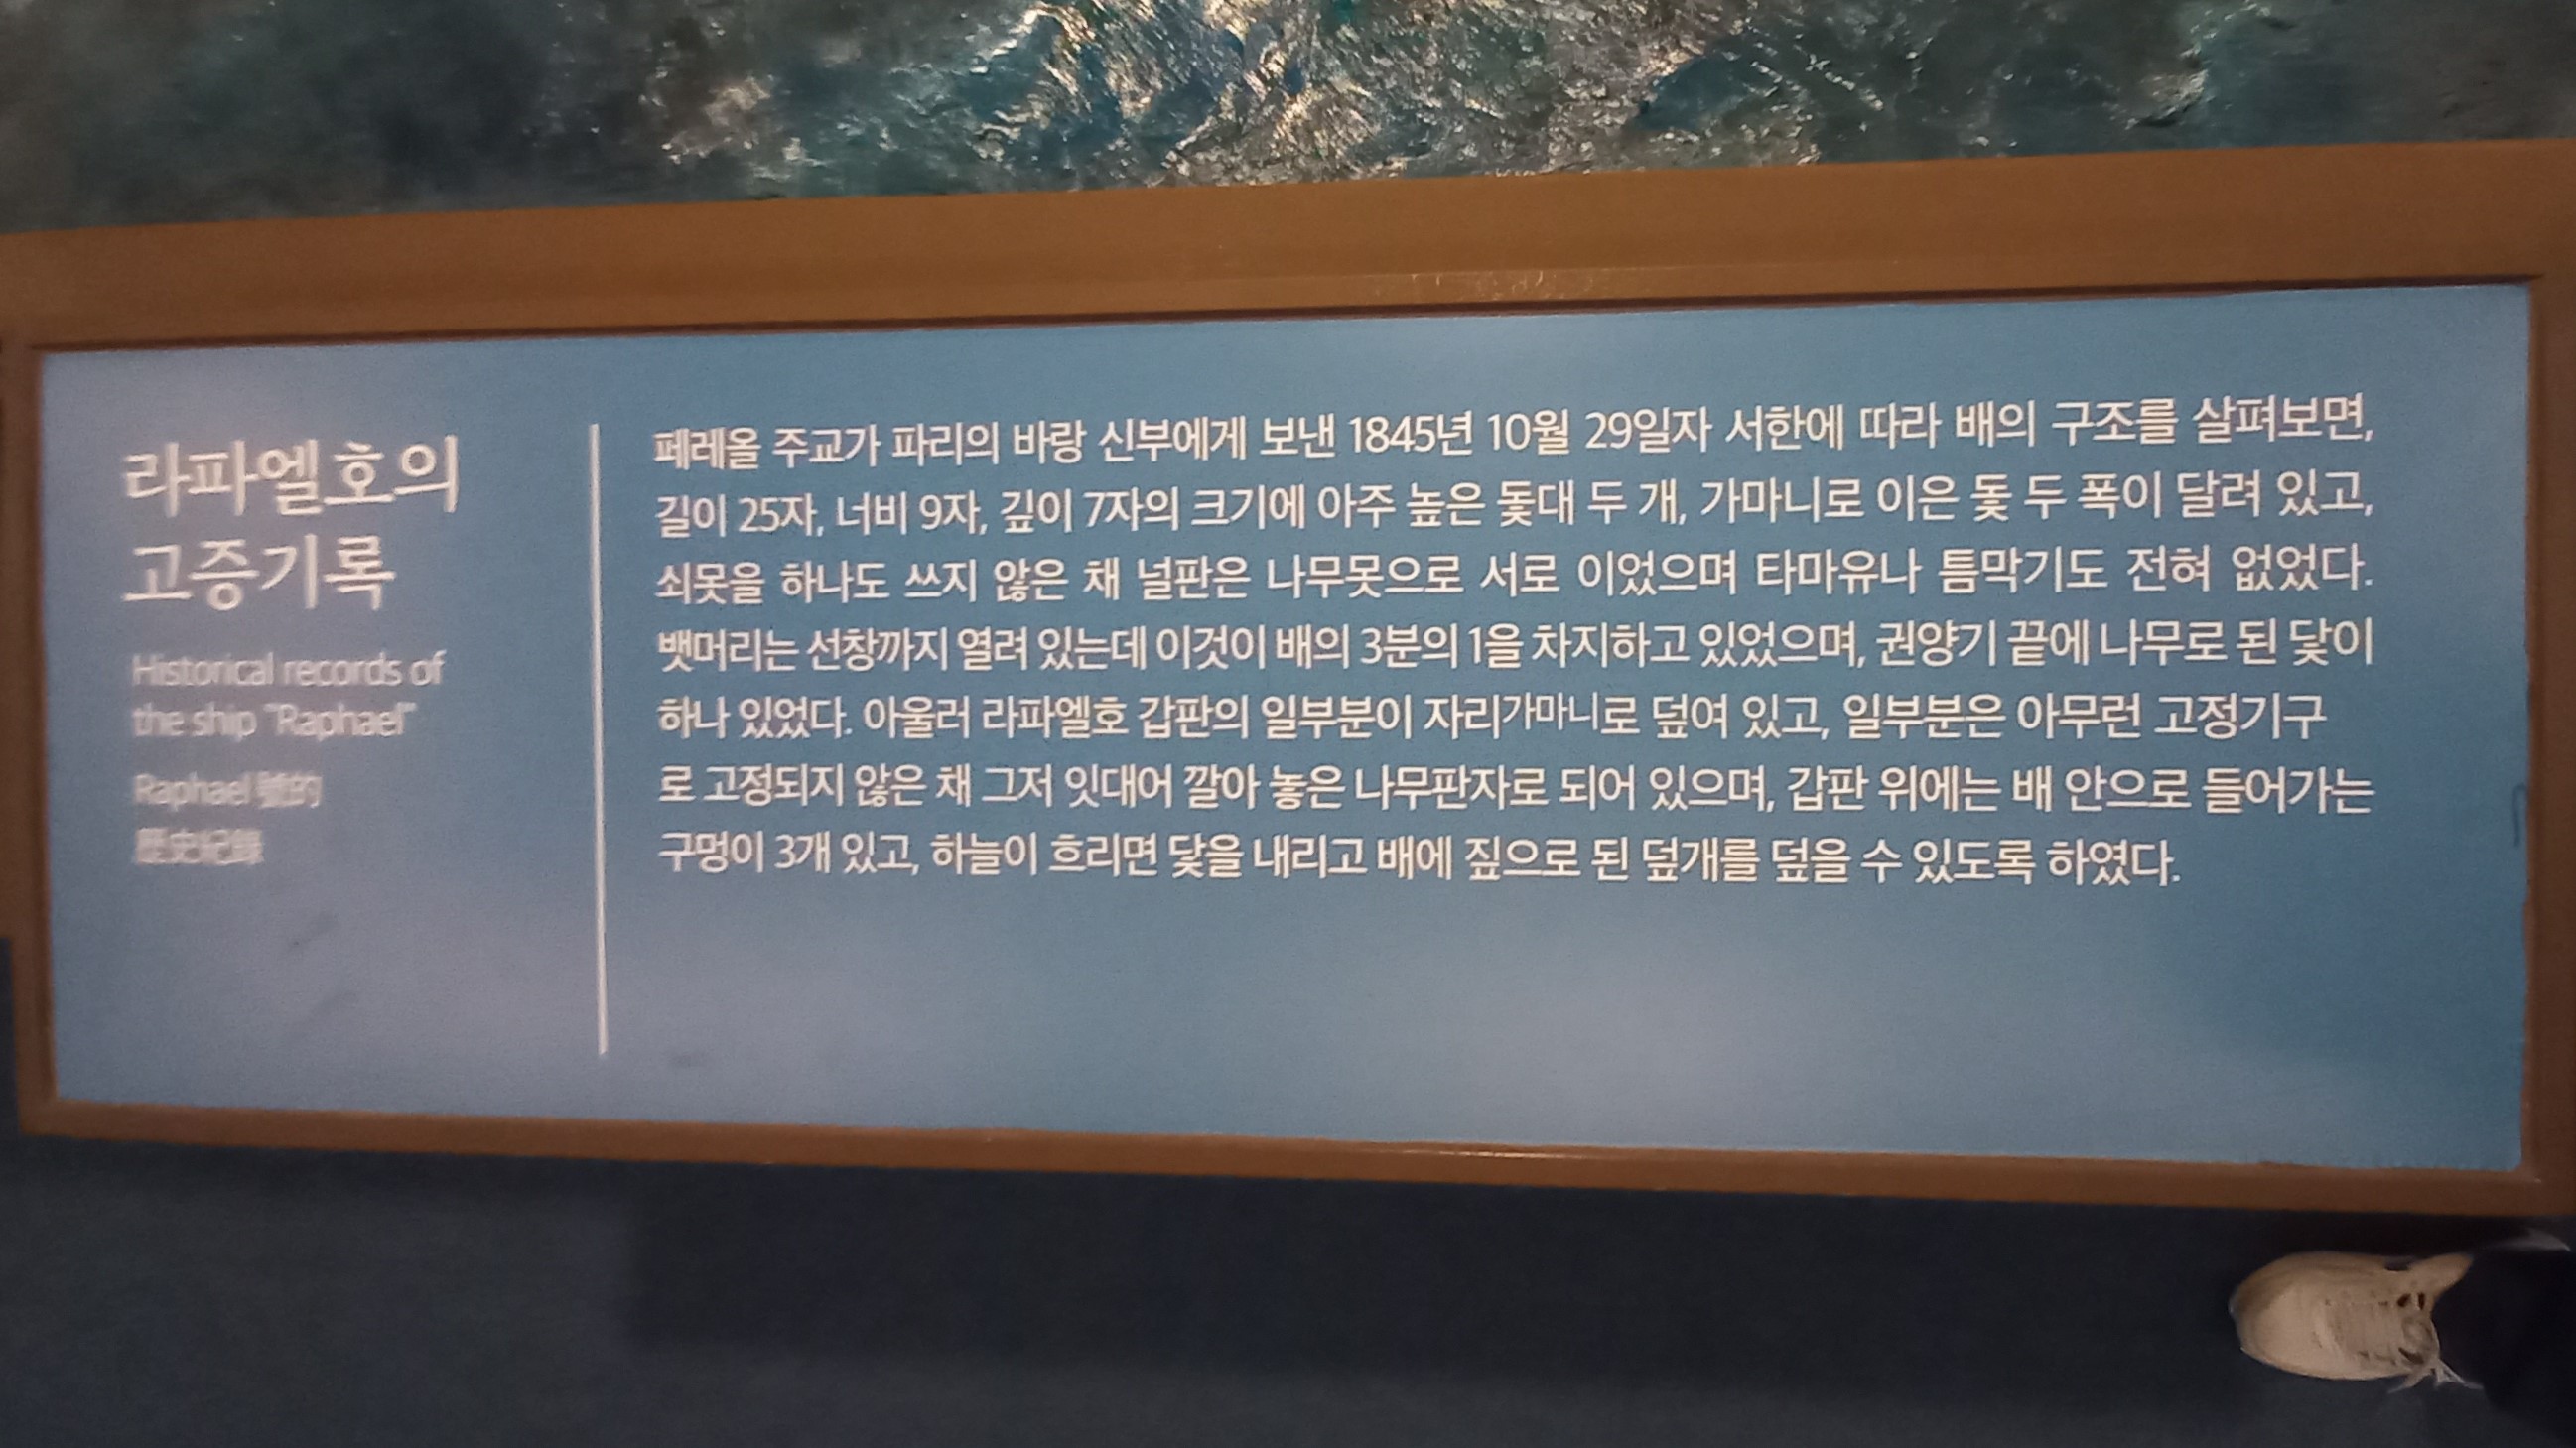 라파엘호의
고증기록
Historical records of
the ship "Raphael"
Raphael 號的
歷史紀錄
페레올 주교가 파리의 바랑 신부에게 보낸 1845년 10월 29일자 서한에 따라 배의 구조를 살펴보면,
길이 25자, 너비 9자, 깊이 7자의 크기에 아주 높은 돛대 두 개, 가마니로 이은 돛 두 폭이 달려 있고,
쇠못을 하나도 쓰지 않은 채 널판은 나무못으로 서로 이었으며 타마유나 틈막기도 전혀 없었다.
뱃머리는 선창까지 열려 있는데 이것이 배의 3분의 1을 차지하고 있었으며, 권양기 끝에 나무로 된 닻이
하나 있었다. 아울러 라파엘호 갑판의 일부분이 자리가마니로 덮여 있고, 일부분은 아무런 고정기구
로 고정되지 않은 채 그저 잇대어 깔아 놓은 나무판자로 되어 있으며, 갑판 위에는 배 안으로 들어가는
구멍이 3개 있고, 하늘이 흐리면 닻을 내리고 배에 짚으로 된 덮개를 덮을 수 있도록 하였다.